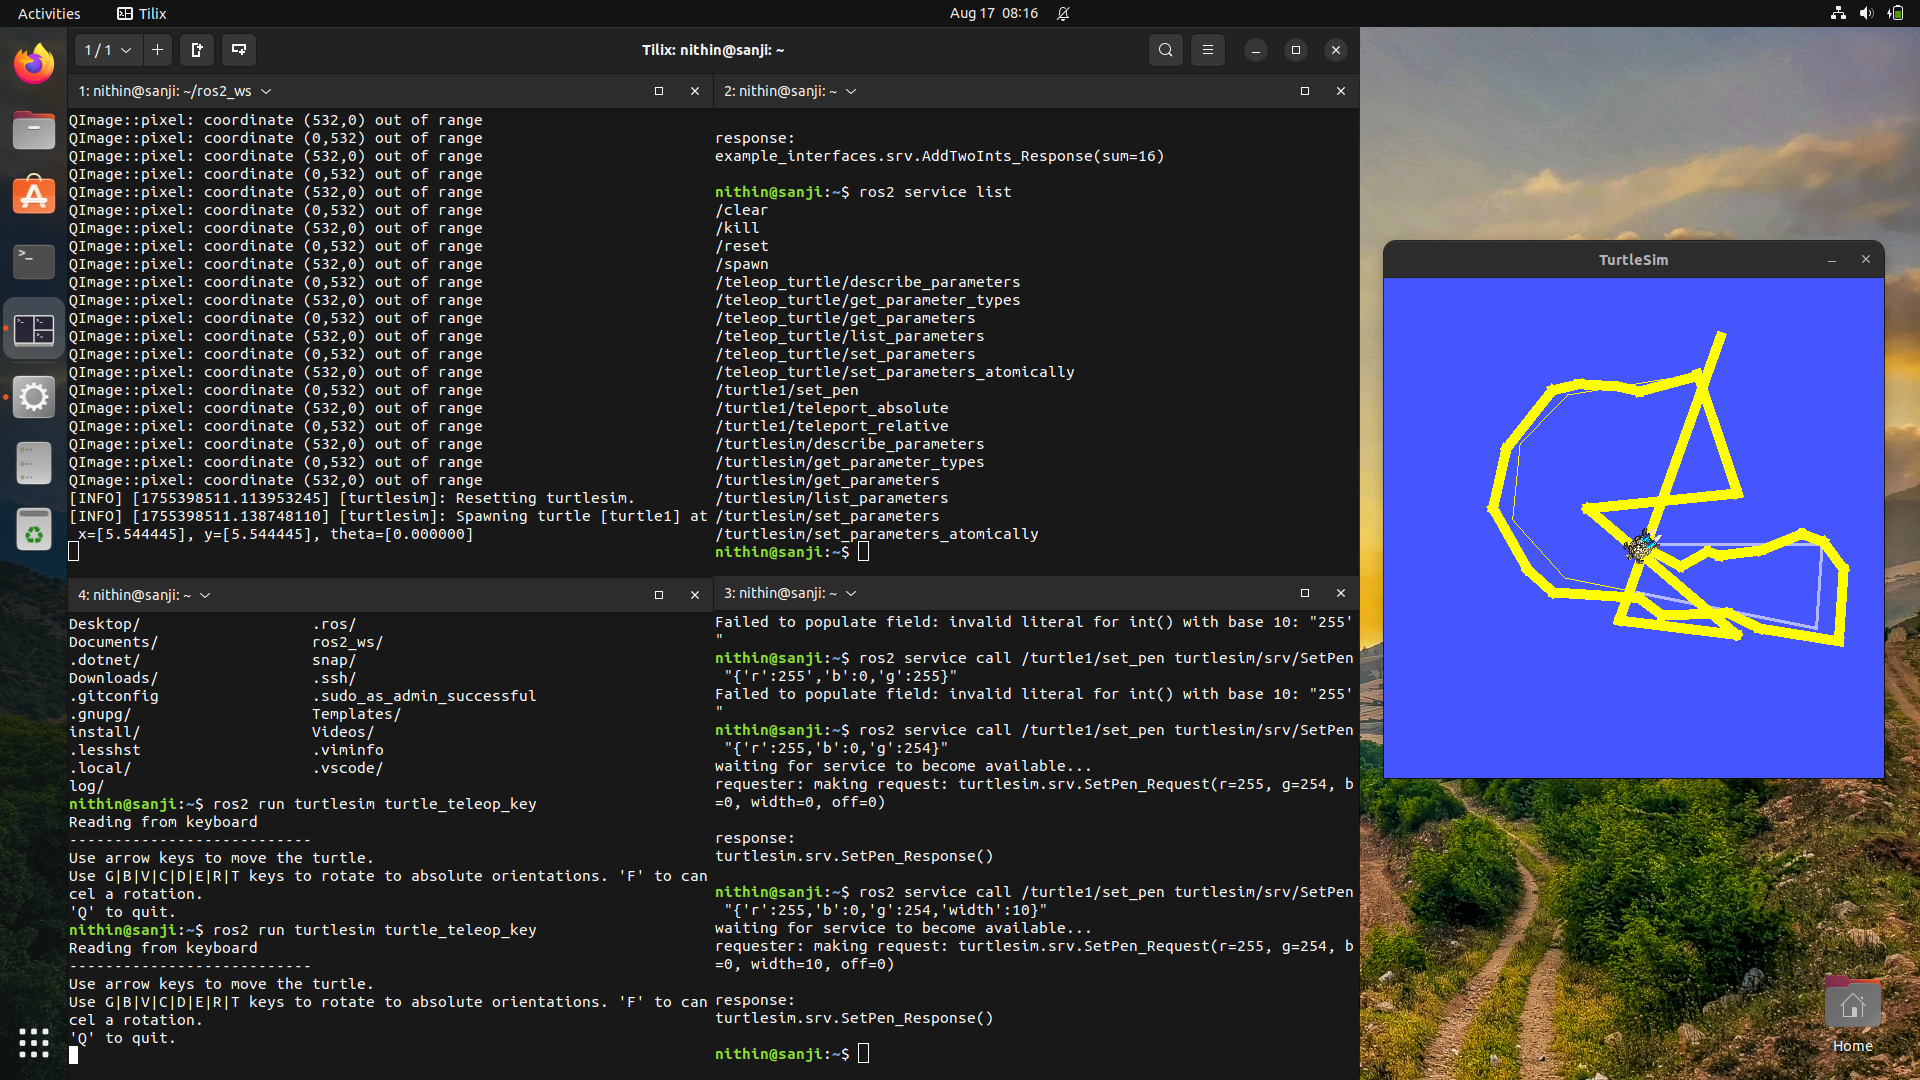 Activities
Tilix
Aug 17 08:16
1 / 1
Tilix: nithin@sanji: ~
1: nithin@sanji: ~/ros2_ws
QImage::pixel: coordinate (532,0) out of range
QImage::pixel: coordinate (0,532) out of range
QImage::pixel: coordinate (532,0) out of range
QImage::pixel: coordinate (0,532) out of range
QImage::pixel: coordinate (532,0) out of range
QImage::pixel: coordinate (0,532) out of range
QImage::pixel: coordinate (532,0) out of range
QImage::pixel: coordinate (0,532) out of range
QImage::pixel: coordinate (532,0) out of range
QImage::pixel: coordinate (0,532) out of range
QImage::pixel: coordinate (532,0) out of range
QImage::pixel: coordinate (0,532) out of range
QImage::pixel: coordinate (532,0) out of range
QImage::pixel: coordinate (0,532) out of range
QImage::pixel: coordinate (532,0) out of range
QImage::pixel: coordinate (0,532) out of range
QImage::pixel: coordinate (532,0) out of range
QImage::pixel: coordinate (0,532) out of range
QImage::pixel: coordinate (532,0) out of range
QImage::pixel: coordinate (0,532) out of range
QImage::pixel: coordinate (532,0) out of range
[INFO] [1755398511.113953245] [turtlesim]: Resetting turtlesim.
[INFO] [1755398511.138748110] [turtlesim]: Spawning turtle [turtle1] at
x=[5.544445], y=[5.544445], theta=[0.000000]
2: nithin@sanji: ~
response:
example_interfaces.srv.AddTwoInts_Response(sum=16)
nithin@sanji:~$ ros2 service list
/clear
/kill
/reset
/spawn
/teleop_turtle/describe_parameters
/teleop_turtle/get_parameter_types
/teleop_turtle/get_parameters
/teleop_turtle/list_parameters
/teleop_turtle/set_parameters
/teleop_turtle/set_parameters_atomically
/turtle1/set_pen
/turtle1/teleport_absolute
/turtle1/teleport_relative
/turtlesim/describe_parameters
/turtlesim/get_parameter_types
/turtlesim/get_parameters
/turtlesim/list_parameters
/turtlesim/set_parameters
/turtlesim/set_parameters_atomically
nithin@sanji:~$
4: nithin@sanji: ~
Desktop/ .ros/
Documents/ ros2_ws/
.dotnet/ snap/
Downloads/ .ssh/
.gitconfig .sudo_as_admin_successful
.gnupg/ Templates/
install/ Videos/
.lesshst .viminfo
.local/ .vscode/
log/
nithin@sanji:~$ ros2 run turtlesim turtle_teleop_key
Reading from keyboard
---------------------------
Use arrow keys to move the turtle.
Use G|B|V|C|D|E|R|T keys to rotate to absolute orientations. 'F' to can
cel a rotation.
'Q' to quit.
nithin@sanji:~$ ros2 run turtlesim turtle_teleop_key
Reading from keyboard
---------------------------
Use arrow keys to move the turtle.
Use G|B|V|C|D|E|R|T keys to rotate to absolute orientations. 'F' to can
cel a rotation.
'Q' to quit.
3: nithin@sanji: ~
Failed to populate field: invalid literal for int() with base 10: "255'
"
nithin@sanji:~$ ros2 service call /turtle1/set_pen turtlesim/srv/SetPen
"{'r':255','b':0,'g':255}"
Failed to populate field: invalid literal for int() with base 10: "255'
"
nithin@sanji:~$ ros2 service call /turtle1/set_pen turtlesim/srv/SetPen
"{'r':255,'b':0,'g':254}"
waiting for service to become available...
requester: making request: turtlesim.srv.SetPen_Request(r=255, g=254, b
=0, width=0, off=0)
response:
turtlesim.srv.SetPen_Response()
nithin@sanji:~$ ros2 service call /turtle1/set_pen turtlesim/srv/SetPen
"{'r':255,'b':0,'g':254,'width':10}"
waiting for service to become available...
requester: making request: turtlesim.srv.SetPen_Request(r=255, g=254, b
=0, width=10, off=0)
response:
turtlesim.srv.SetPen_Response()
nithin@sanji:~$
TurtleSim
Home